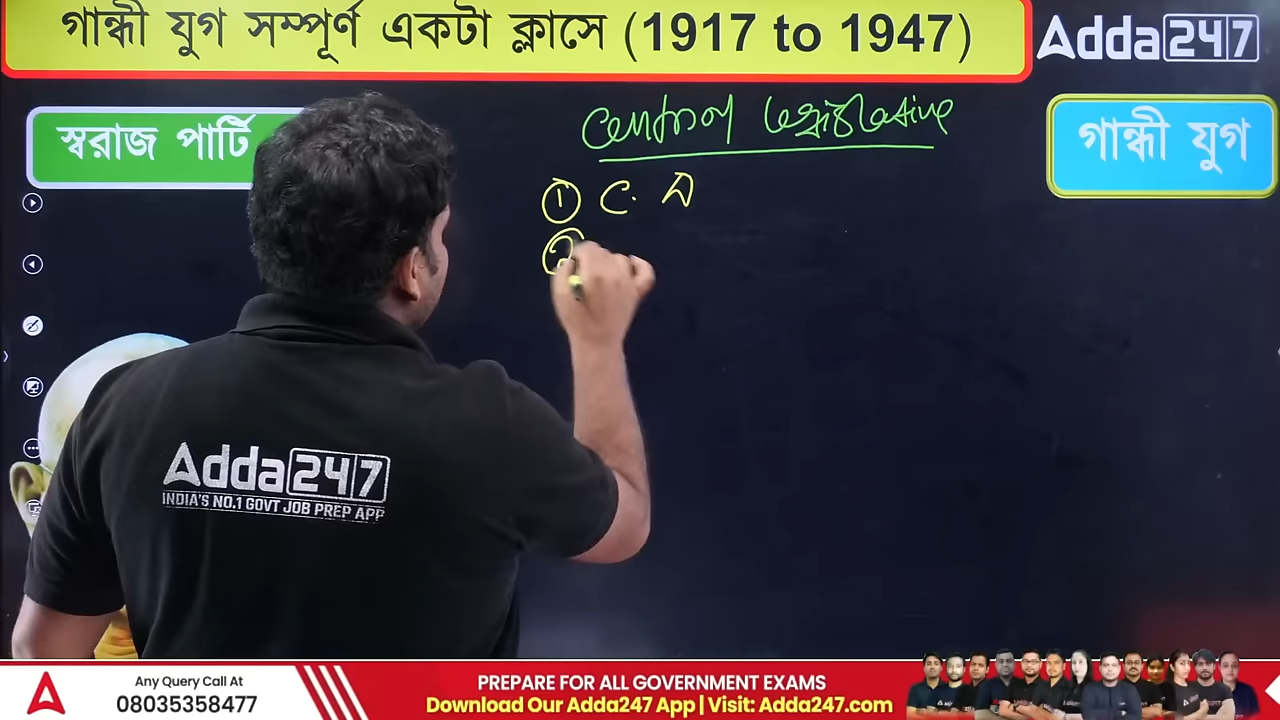 গান্ধী যুগ সম্পূর্ণ একটা ক্লাসে (1917 to 1947)
Adda247
স্বরাজ পার্টি
Central Legislative
গান্ধী যুগ
① C. A
②
Adda247
INDIA'S NO.1 GOVT JOB PREP APP
Any Query Call At
08035358477
PREPARE FOR ALL GOVERNMENT EXAMS
Download Our Adda247 App | Visit: Adda247.com